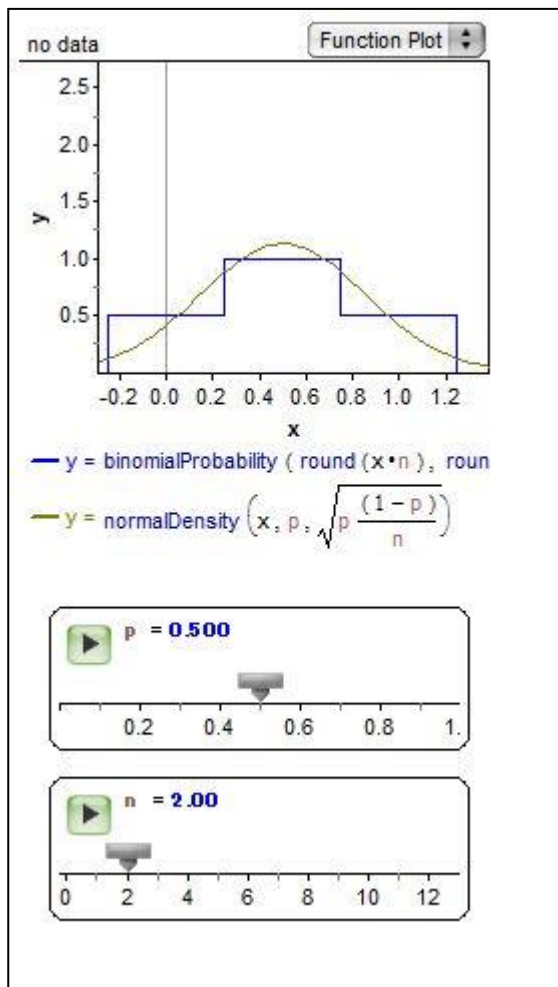 no data
Function Plot
2.5
2.0
1.5
1.0
0.5
y
-0.2 0.0 0.2 0.4 0.6 0.8 1.0 1.2
x
y = binomialProbability ( round (x•n) , roun
y = normalDensity (x, p, √p (1 – p) / n)
p = 0.500
0.2 0.4 0.6 0.8 1.
n = 2.00
0 2 4 6 8 10 12